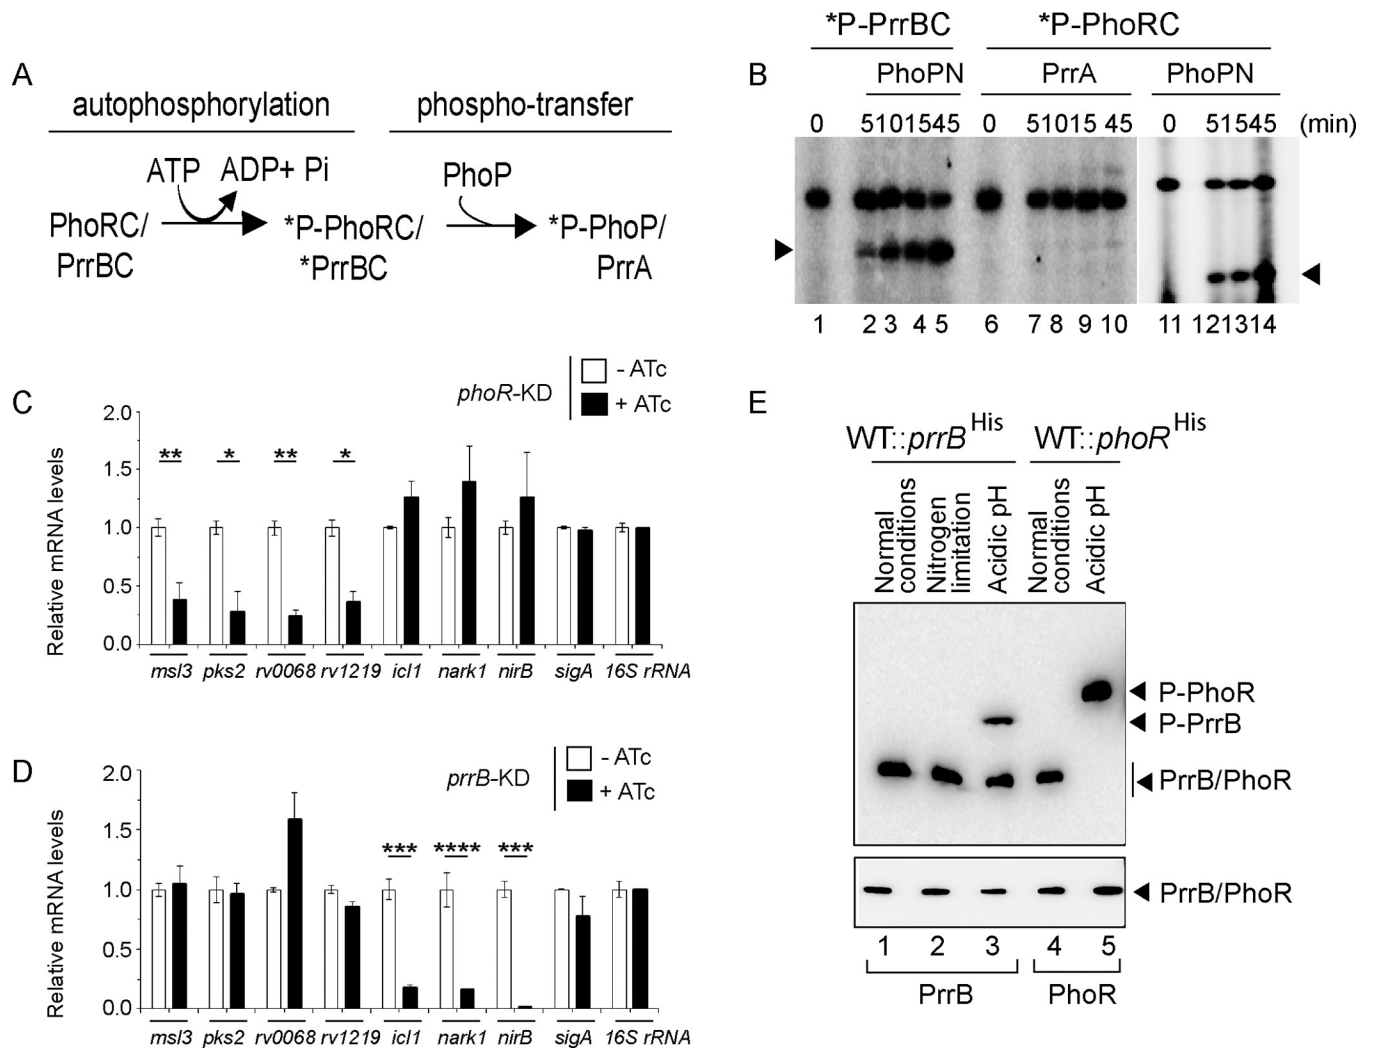 A
autophosphorylation phospho-transfer
ATP ADP+ Pi PhoP
PhoRC/ *P-PhoRC/ *P-PhoP/
PrrBC *PrrBC PrrA
*P-PrrBC *P-PhoRC
B PhoPN PrrA PhoPN
0 5101545 0 51015 45 0 51545 (min)
1 2 3 4 5 6 7 8 9 10 11 121314
C
phoR-KD
- ATc
+ ATc
Relative mRNA levels
2.0
1.5
1.0
0.5
0.0
** * ** *
msl3 pks2 rv0068 rv1219 icl1 nark1 nirB sigA 16S rRNA
D
prrB-KD
- ATc
+ ATc
Relative mRNA levels
2.0
1.5
1.0
0.5
0.0
*** **** ***
msl3 pks2 rv0068 rv1219 icl1 nark1 nirB sigA 16S rRNA
E
WT::prrB His WT::phoR His
Normal conditions
Nitrogen limitation
Acidic pH
Normal conditions
Acidic pH
P-PhoR
P-PrrB
PrrB/PhoR
PrrB/PhoR
1 2 3 4 5
PrrB PhoR